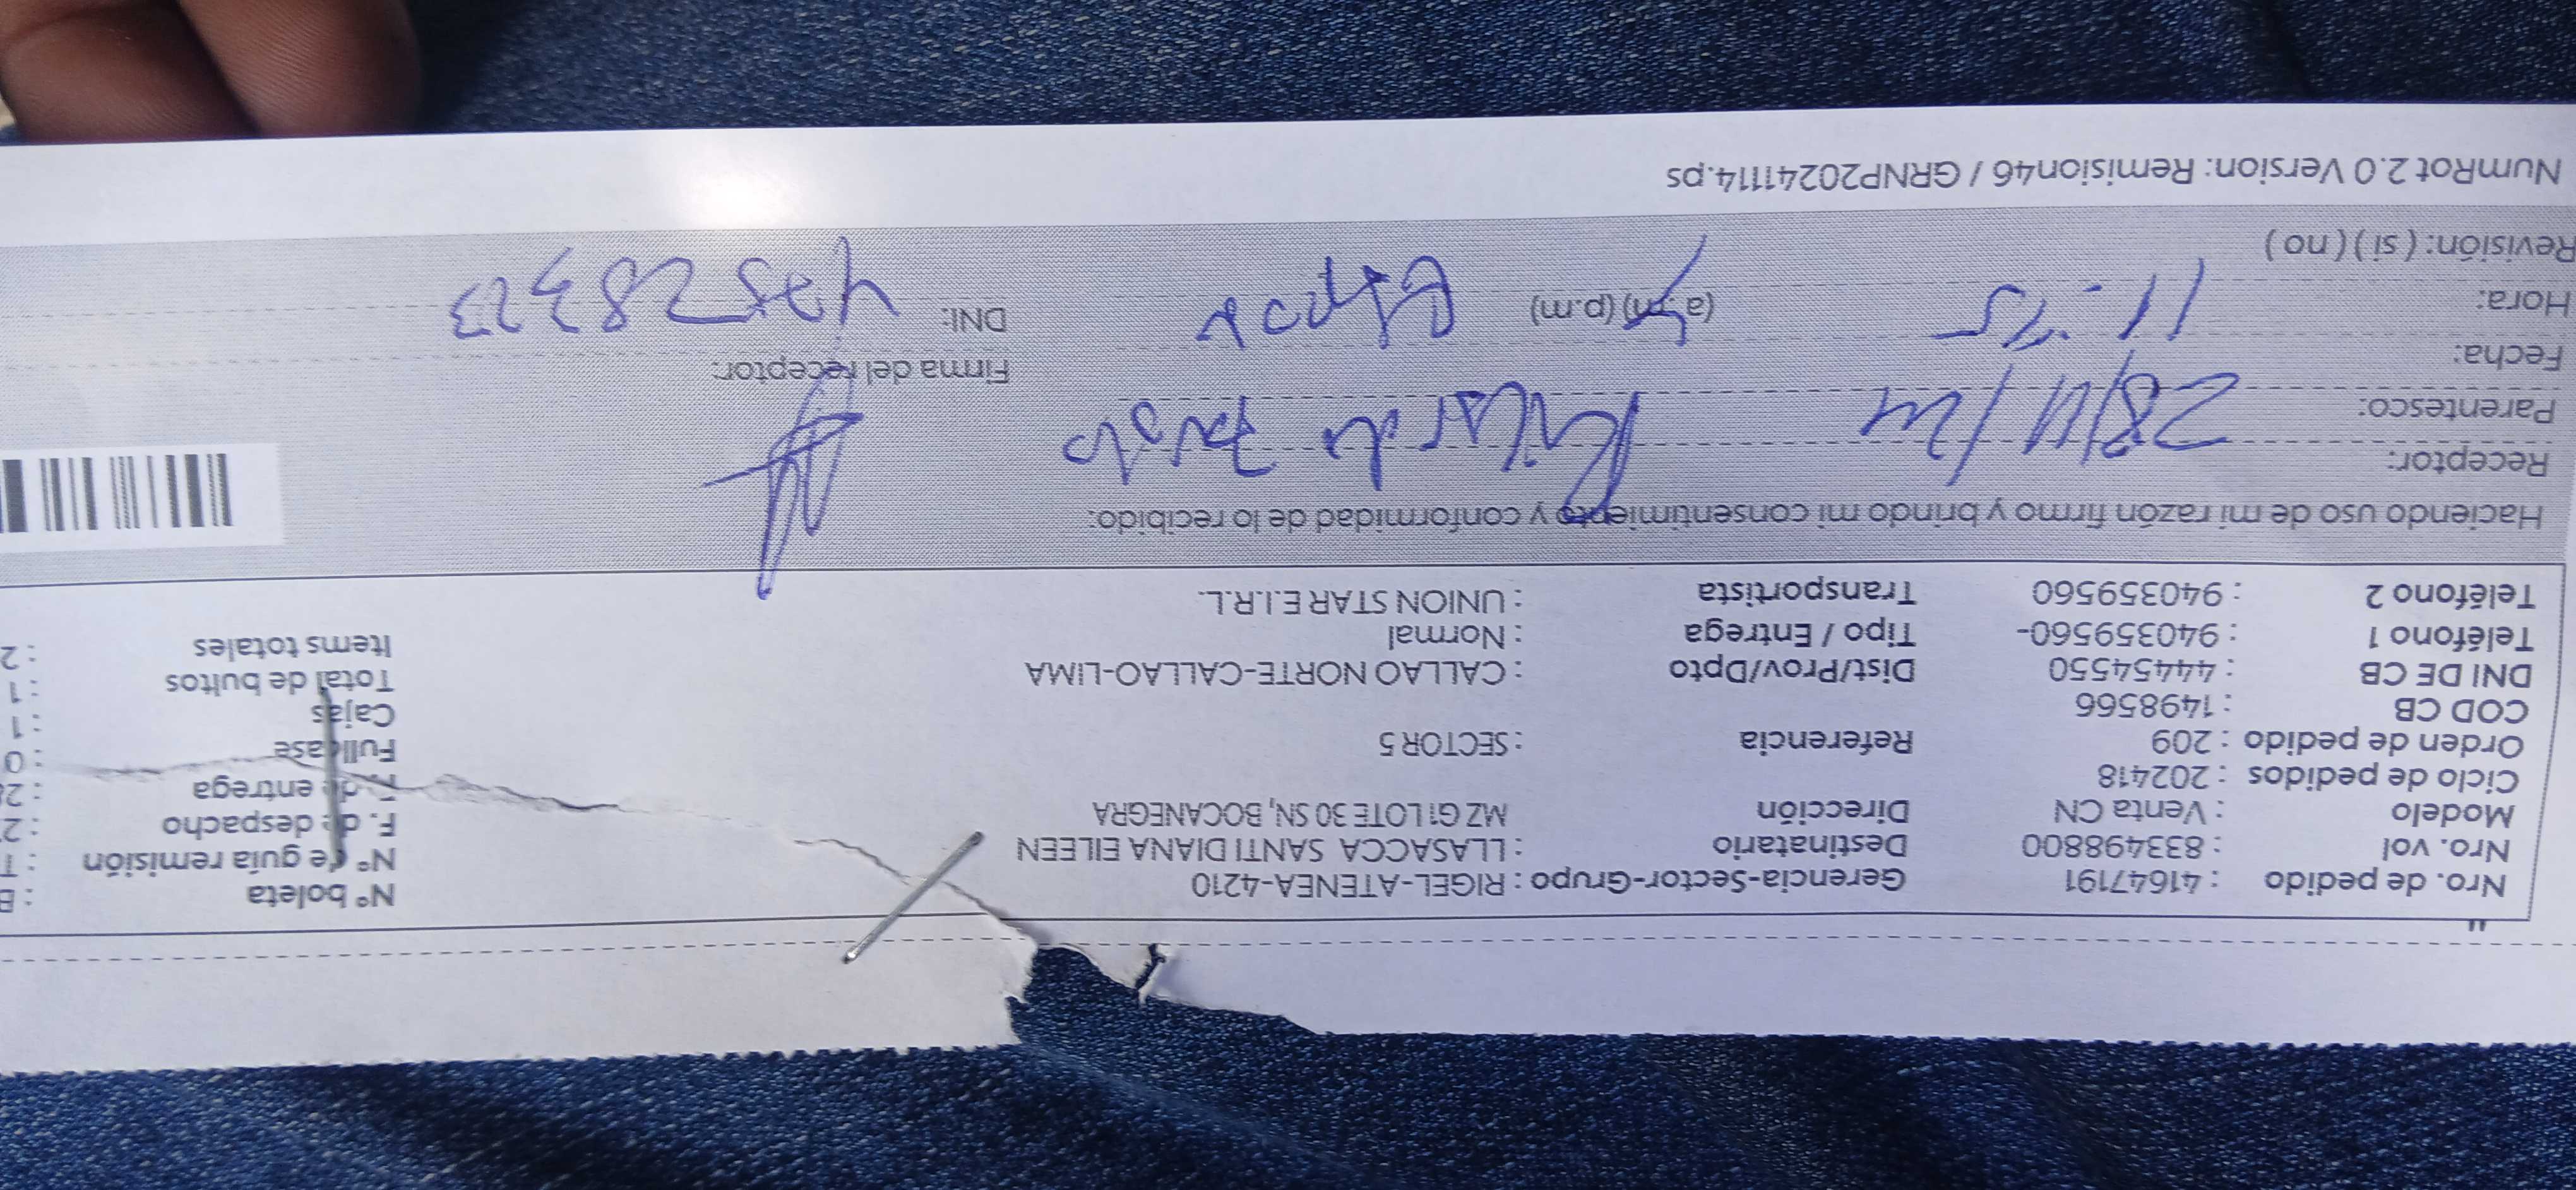 Nro. de pedido : 41647191 Gerencia-Sector-Grupo : RIGEL-ATENEA-4210 N° boleta : B
Nro. vol : 833498800 Destinatario : LLASACCA SANTI DIANA EILEEN N° de guía remisión : T
Modelo : Venta CN Dirección MZ G1 LOTE 30 SN, BOCANEGRA F. de despacho : 2
Ciclo de pedidos : 202418 F. de entrega : 2
Orden de pedido : 209 Referencia : SECTOR 5 Fullcase : 0
COD CB : 1498566 Cajas : 1
DNI DE CB : 44454550 Dist/Prov/Dpto : CALLAO NORTE-CALLAO-LIMA Total de bultos : 1
Teléfono 1 : 940359560- Tipo / Entrega : Normal Items totales : 2
Teléfono 2 : 940359560 Transportista : UNION STAR E.I.R.L.
Haciendo uso de mi razón firmo y brindo mi consentimiento y conformidad de lo recibido:
Receptor:
Parentesco: 28/11/24
Fecha: Firma del receptor:
Hora: 11:45 (a.m) (p.m) Esposo DNI:
Revisión: ( si ) ( no )
NumRot 2.0 Version: Remision46 / GRNP20241114.ps